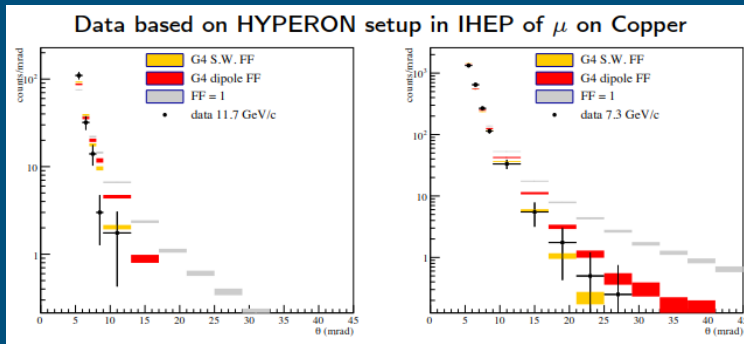 Data based on HYPERON setup in IHEP of μ on Copper
counts/mrad
10²
10
1
G4 S.W. FF
G4 dipole FF
FF = 1
data 11.7 GeV/c
0 5 10 15 20 25 30 35 40 45
θ (mrad)
counts/mrad
10³
10²
10
1
G4 S.W. FF
G4 dipole FF
FF = 1
data 7.3 GeV/c
0 5 10 15 20 25 30 35 40 45
θ (mrad)